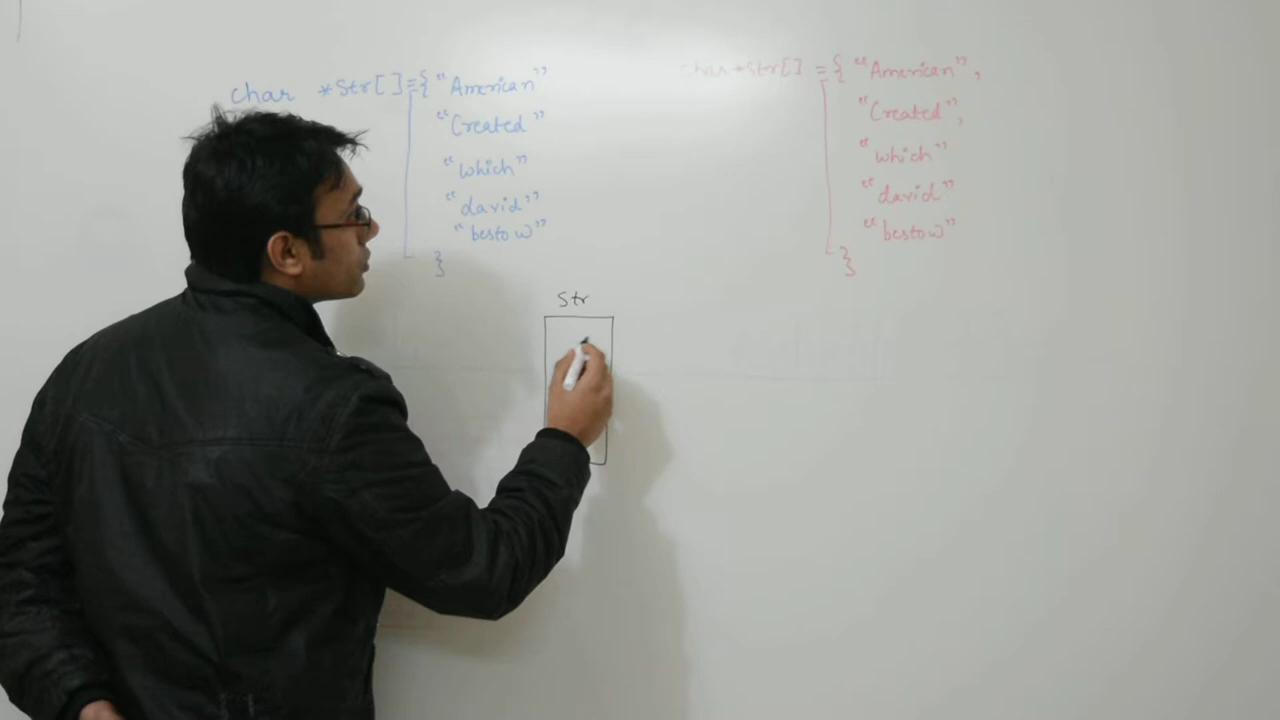 char *Str[]={"American"
"Created"
"which"
"david"
"bestow"
}
char *Str[] ={"American",
"Created",
"which"
"david"
"bestow"
}
Str